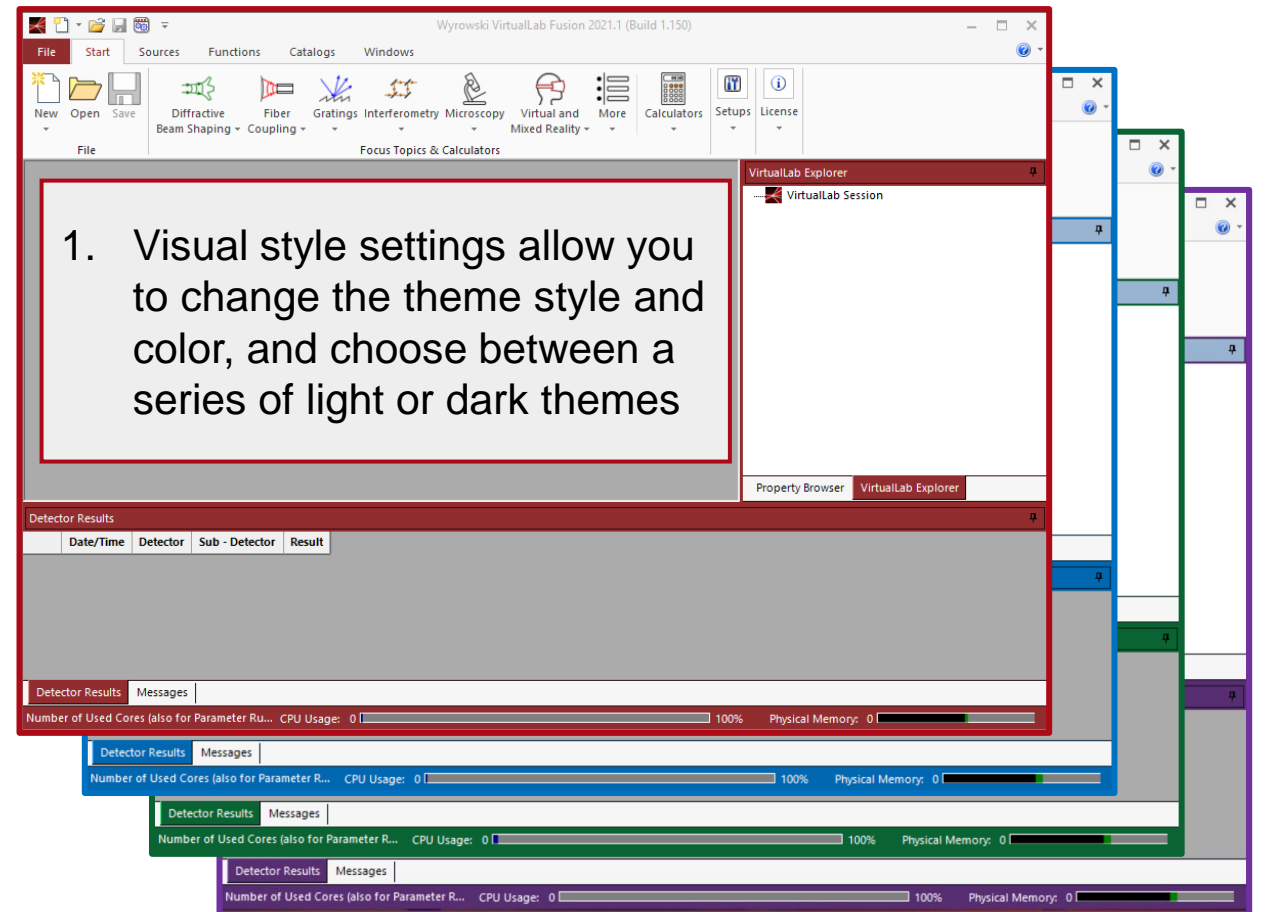 Wyrowski VirtualLab Fusion 2021.1 (Build 1.150)
File Start Sources Functions Catalogs Windows
New Open Save Diffractive Beam Shaping Fiber Coupling Gratings Interferometry Microscopy Virtual and Mixed Reality More Calculators Setups License
File Focus Topics & Calculators
VirtualLab Explorer
VirtualLab Session
1. Visual style settings allow you
to change the theme style and
color, and choose between a
series of light or dark themes
Property Browser VirtualLab Explorer
Detector Results
Date/Time Detector Sub - Detector Result
Detector Results Messages
Number of Used Cores (also for Parameter Ru... CPU Usage: 0 100% Physical Memory: 0
Detector Results Messages
Number of Used Cores (also for Parameter R... CPU Usage: 0 100% Physical Memory: 0
Detector Results Messages
Number of Used Cores (also for Parameter R... CPU Usage: 0 100% Physical Memory: 0
Detector Results Messages
Number of Used Cores (also for Parameter R... CPU Usage: 0 100% Physical Memory: 0